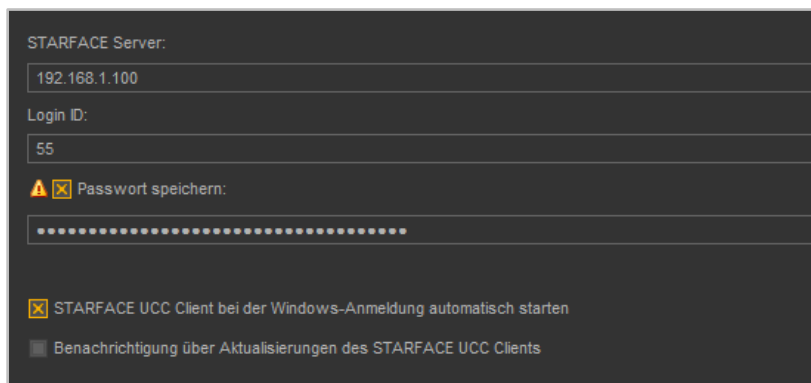 STARFACE Server:
192.168.1.100
Login ID:
55
Passwort speichern:
••••••••••••••••••••••••••••••••••••
STARFACE UCC Client bei der Windows-Anmeldung automatisch starten
Benachrichtigung über Aktualisierungen des STARFACE UCC Clients